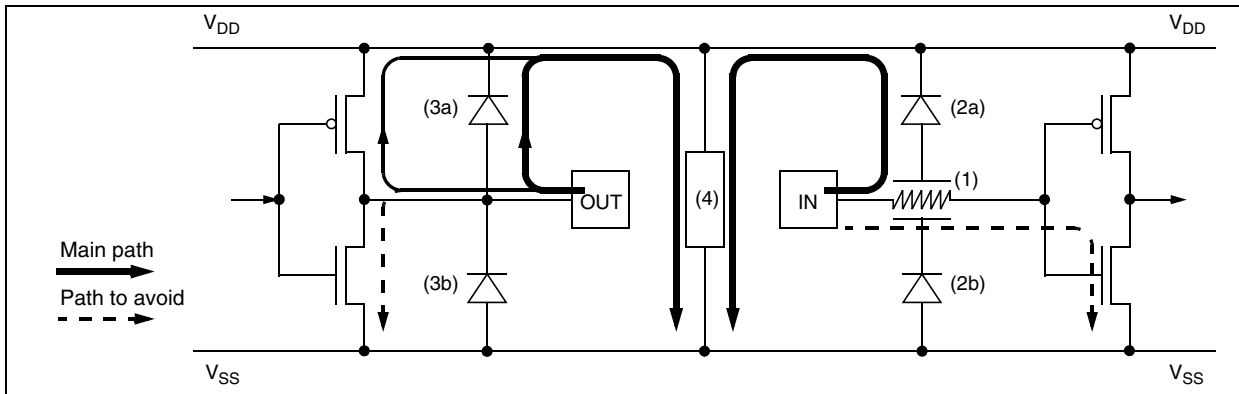 V_DD
V_DD
(3a)
(2a)
(1)
OUT
(4)
IN
Main path
(3b)
(2b)
Path to avoid
V_SS
V_SS